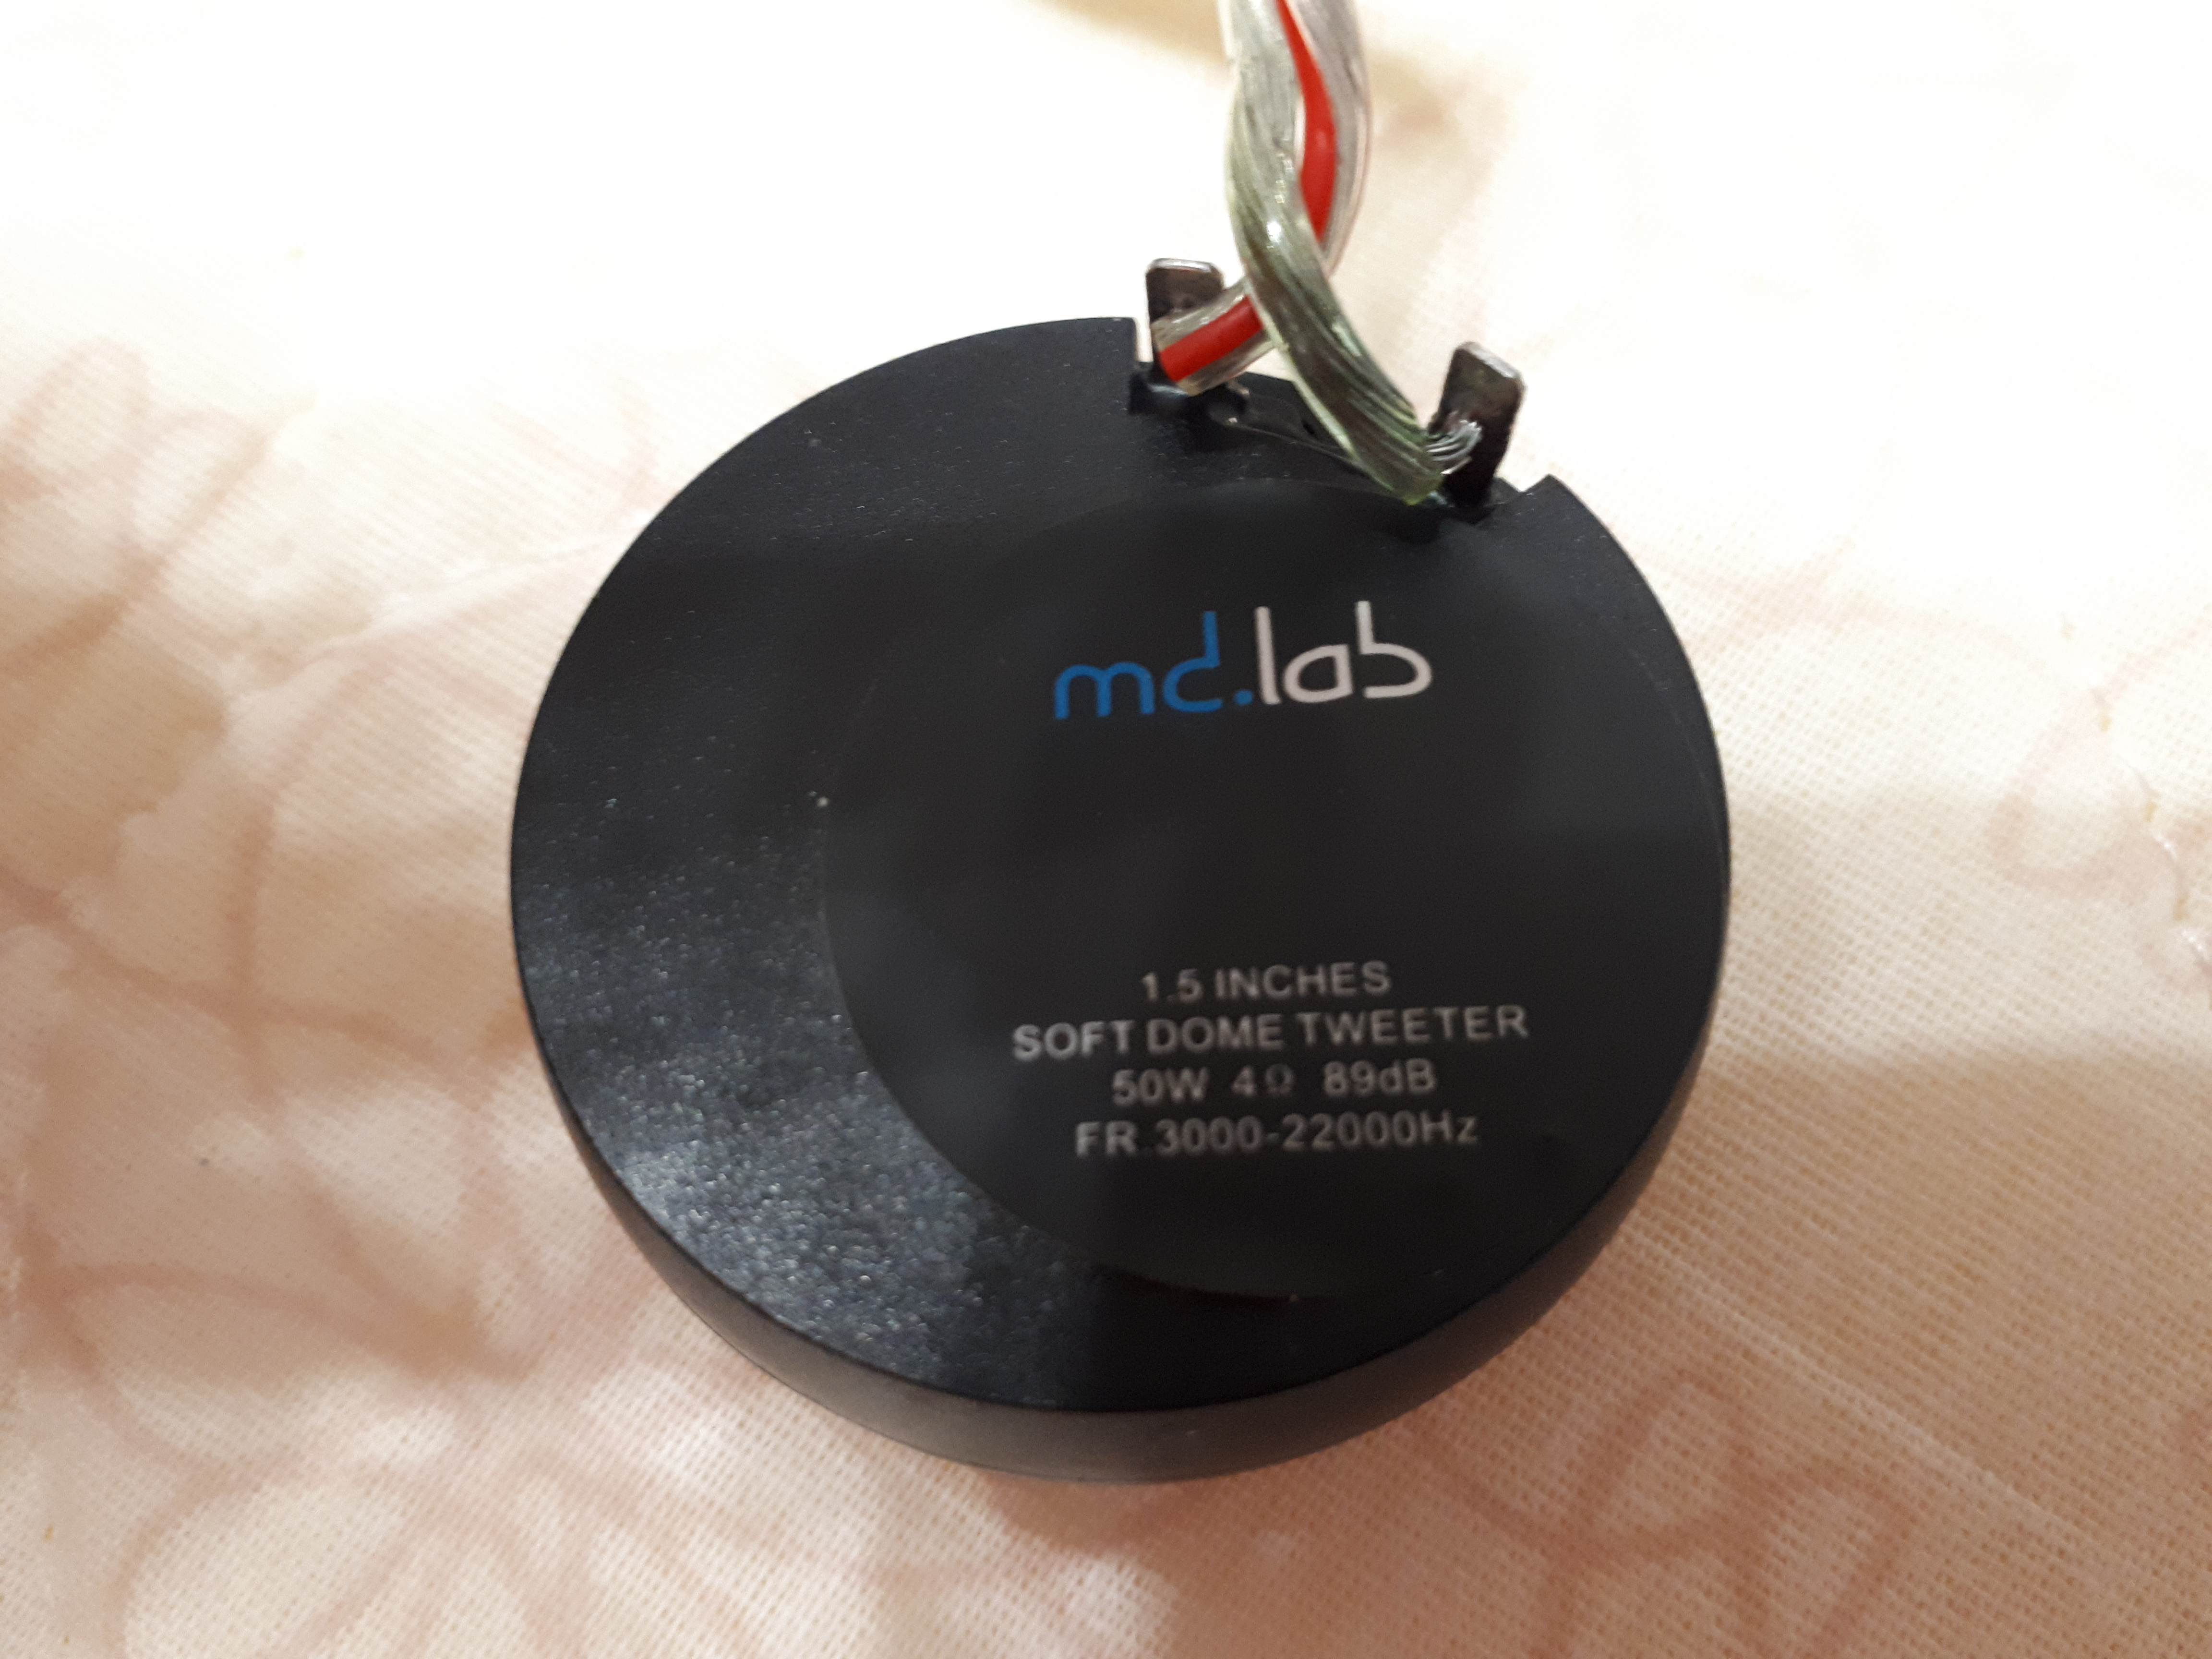 md.lab
1.5 INCHES
SOFT DOME TWEETER
50W 4Ω 89dB
FR.3000-22000Hz